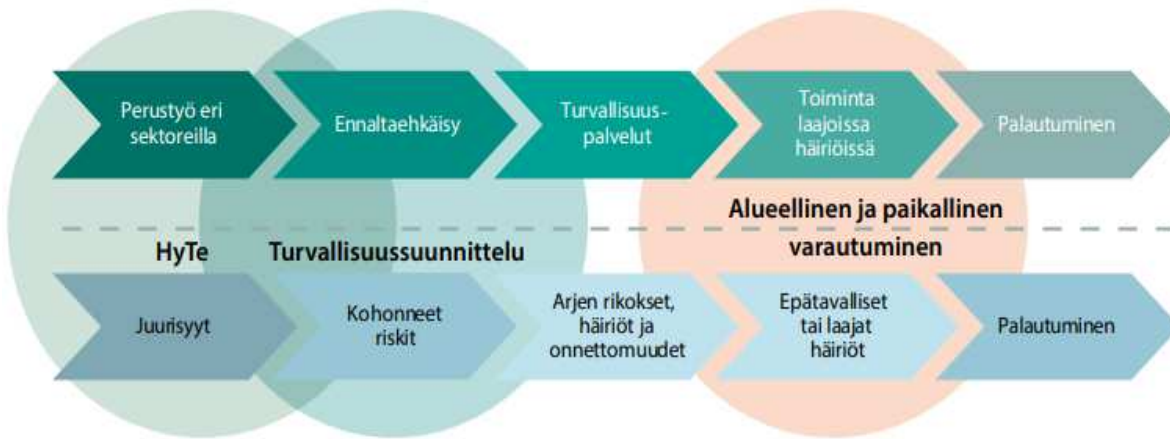 Perustyö eri
sektoreilla
Ennaltaehkäisy
Turvallisuus-
palvelut
Toiminta
laajoissa
häiriöissä
Palautuminen
HyTe
Turvallisuussuunnittelu
Alueellinen ja paikallinen
varautuminen
Juurisyyt
Kohonneet
riskit
Arjen rikokset,
häiriöt ja
onnettomuudet
Epätavalliset
tai laajat
häiriöt
Palautuminen